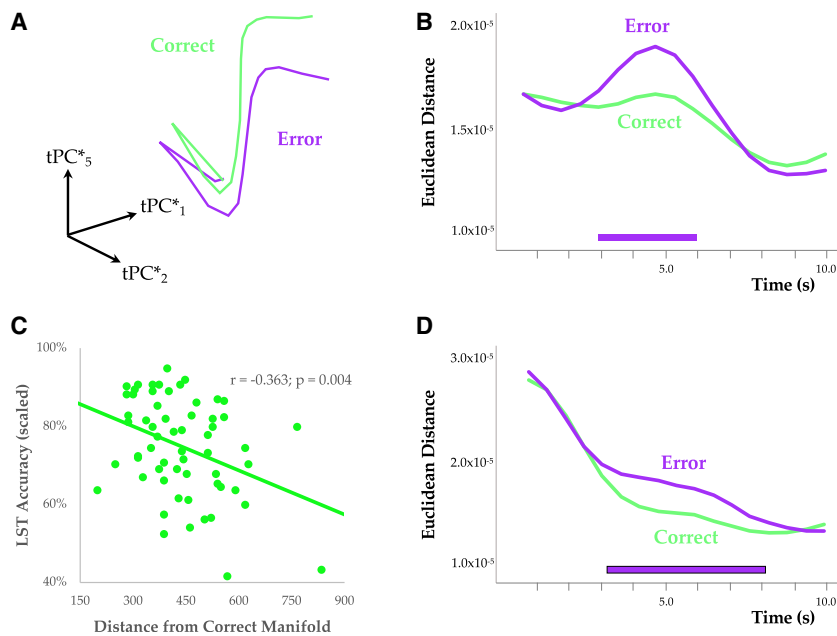 A
Correct
Error
tPC*5
tPC*1
tPC*2
B
Euclidean Distance
2.0x10-5
1.5x10-5
1.0x10-5
Error
Correct
5.0
10.0
Time (s)
C
LST Accuracy (scaled)
100%
80%
60%
40%
r = -0.363; p = 0.004
150 300 450 600 750 900
Distance from Correct Manifold
D
Euclidean Distance
3.0x10-5
2.0x10-5
1.0x10-5
Error
Correct
5.0
10.0
Time (s)